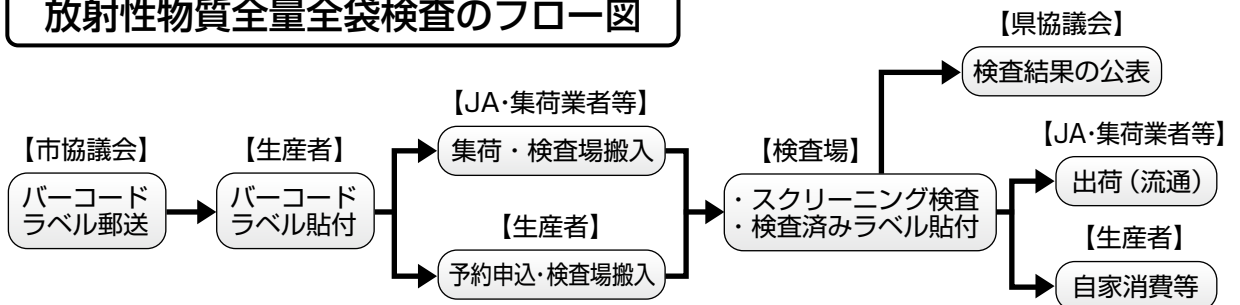 放射性物質全量全袋検査のフロー図
【市協議会】
バーコード
ラベル郵送
【生産者】
バーコード
ラベル貼付
【JA・集荷業者等】
集荷・検査場搬入
【生産者】
予約申込・検査場搬入
【検査場】
・スクリーニング検査
・検査済みラベル貼付
【県協議会】
検査結果の公表
【JA・集荷業者等】
出荷（流通）
【生産者】
自家消費等